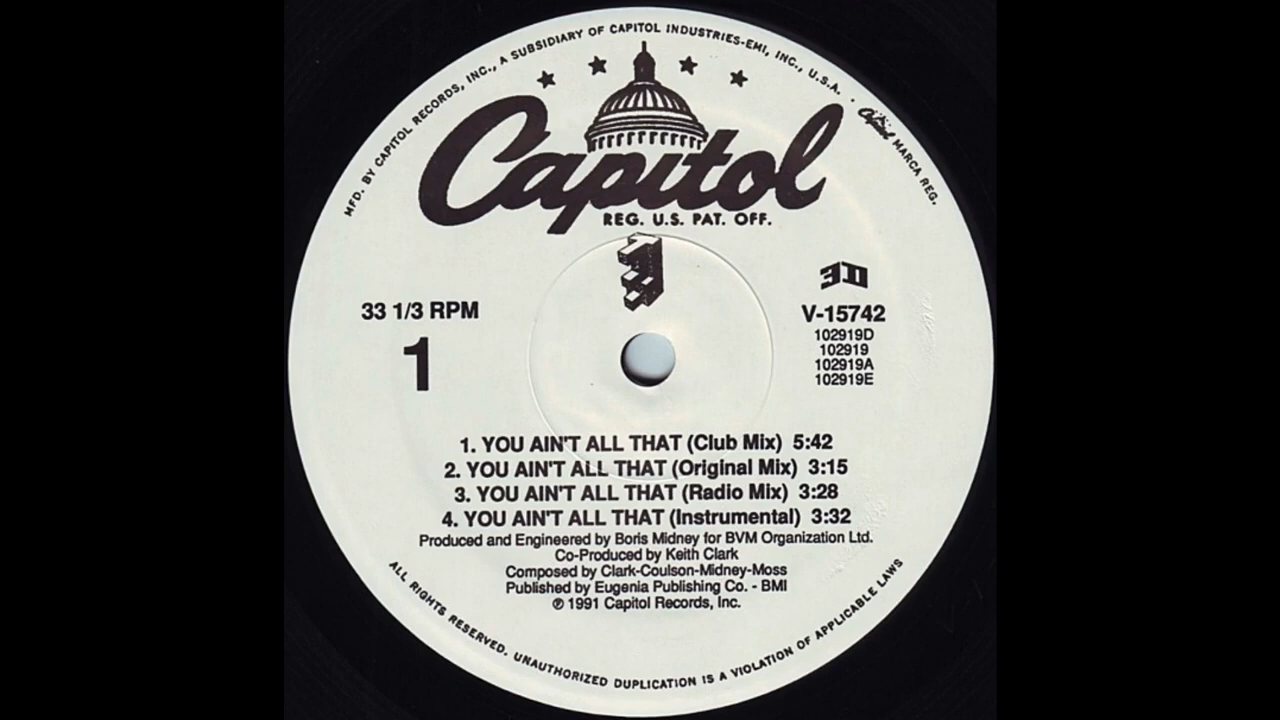 MFD. BY CAPITOL RECORDS, INC., A SUBSIDIARY OF CAPITOL INDUSTRIES-EMI, INC., U.S.A. · Capitol MARCA REG.
Capitol
REG. U.S. PAT. OFF.
3D
33 1/3 RPM
V-15742
1
102919D
102919
102919A
102919E
1. YOU AIN'T ALL THAT (Club Mix) 5:42
2. YOU AIN'T ALL THAT (Original Mix) 3:15
3. YOU AIN'T ALL THAT (Radio Mix) 3:28
4. YOU AIN'T ALL THAT (Instrumental) 3:32
Produced and Engineered by Boris Midney for BVM Organization Ltd.
Co-Produced by Keith Clark
Composed by Clark-Coulson-Midney-Moss
Published by Eugenia Publishing Co. - BMI
℗ 1991 Capitol Records, Inc.
ALL RIGHTS RESERVED. UNAUTHORIZED DUPLICATION IS A VIOLATION OF APPLICABLE LAWS